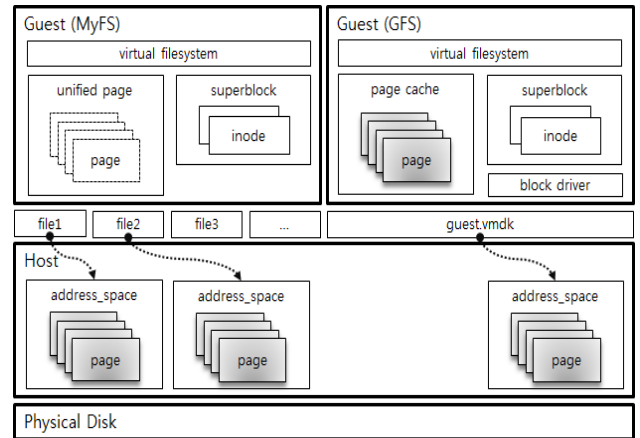 Guest (MyFS)
virtual filesystem
unified page
page
superblock
inode
Guest (GFS)
virtual filesystem
page cache
page
superblock
inode
block driver
file1
file2
file3
...
guest.vmdk
Host
address_space
page
address_space
page
address_space
page
Physical Disk